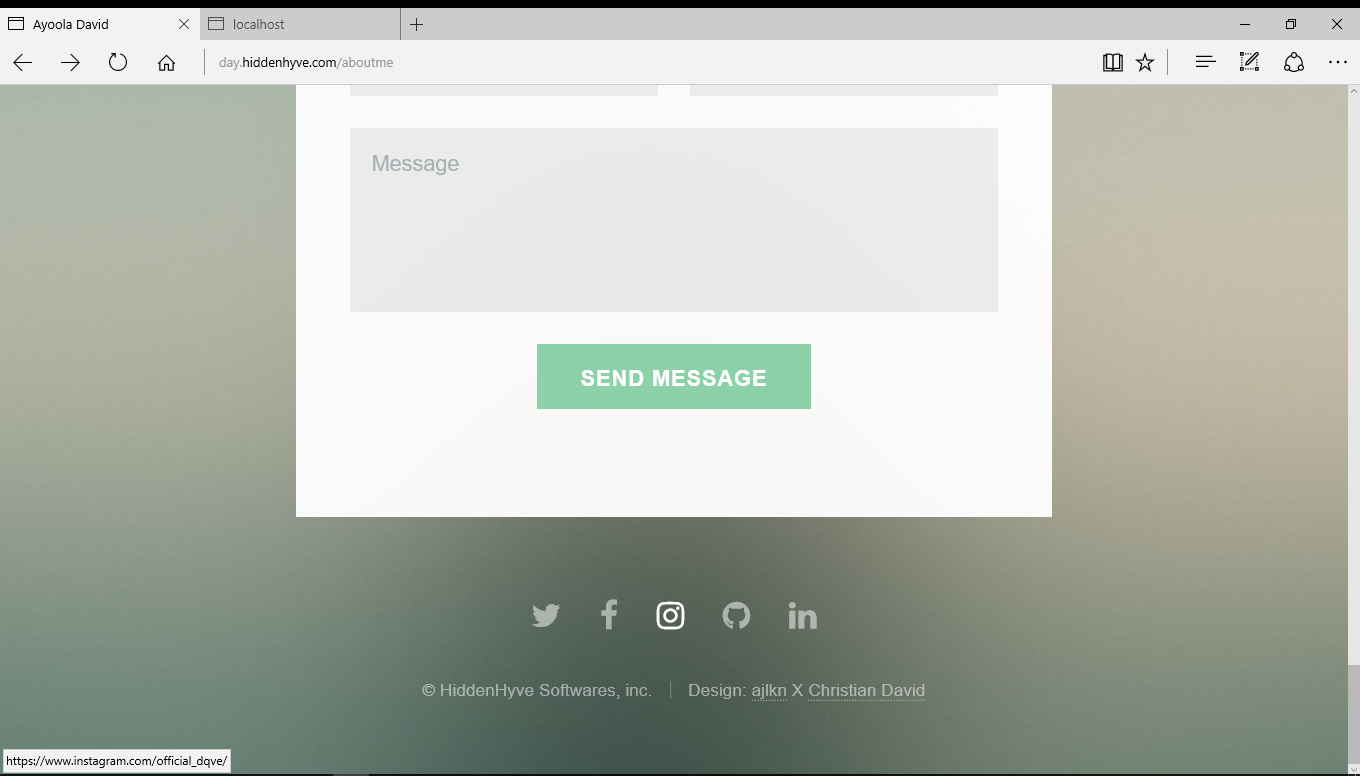 Ayoola David
localhost
day.hiddenhyve.com/aboutme
Message
SEND MESSAGE
© HiddenHyve Softwares, inc. Design: ajlkn X Christian David
https://www.instagram.com/official_dqve/